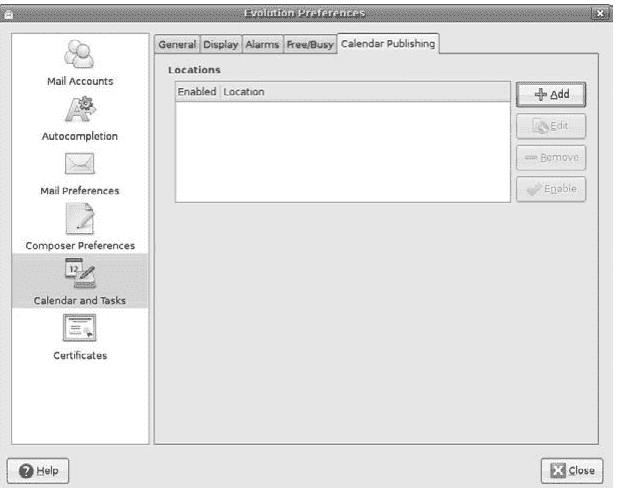 Evolution Preferences
Mail Accounts
Autocompletion
Mail Preferences
Composer Preferences
12
Calendar and Tasks
Certificates
General Display Alarms Free/Busy Calendar Publishing
Locations
Enabled Location
Add
Edit
Remove
Enable
Help
Close